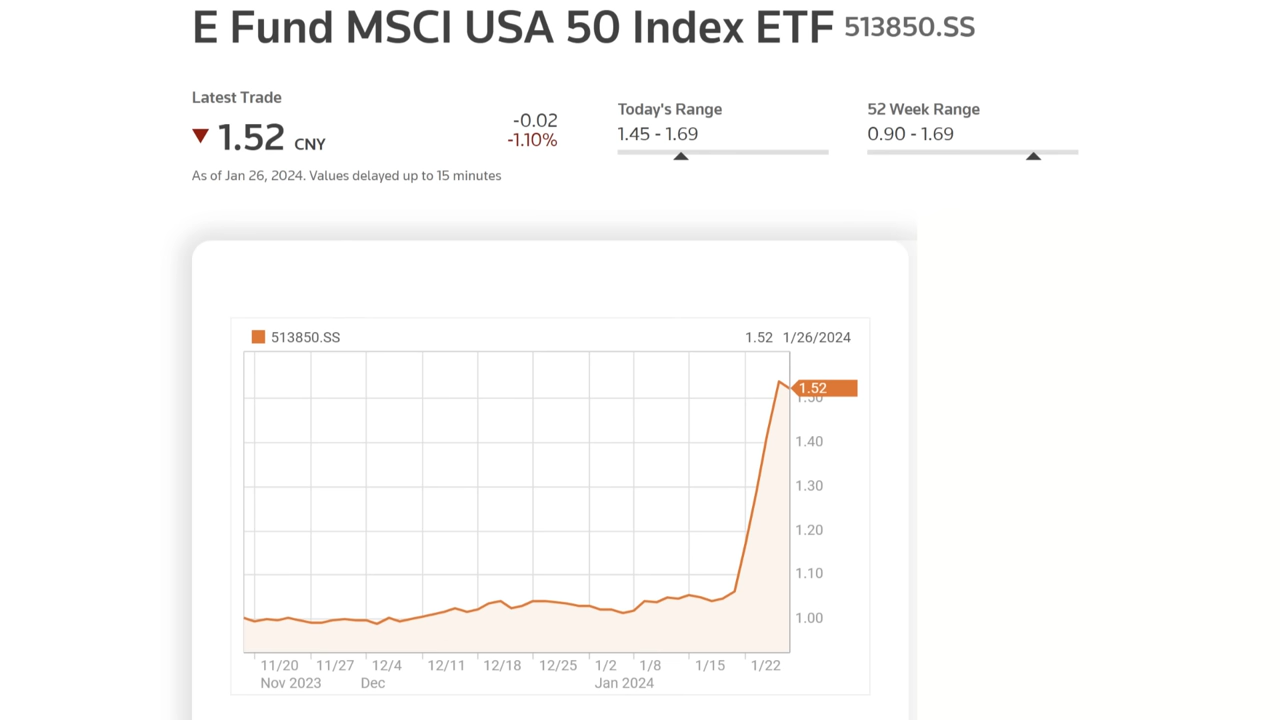 E Fund MSCI USA 50 Index ETF 513850.SS
Latest Trade
▼ 1.52 CNY
-0.02
-1.10%
As of Jan 26, 2024. Values delayed up to 15 minutes
Today's Range
1.45 - 1.69
52 Week Range
0.90 - 1.69
513850.SS
1.52 1/26/2024
1.52
1.50
1.40
1.30
1.20
1.10
1.00
11/20 11/27 12/4 12/11 12/18 12/25 1/2 1/8 1/15 1/22
Nov 2023 Dec Jan 2024